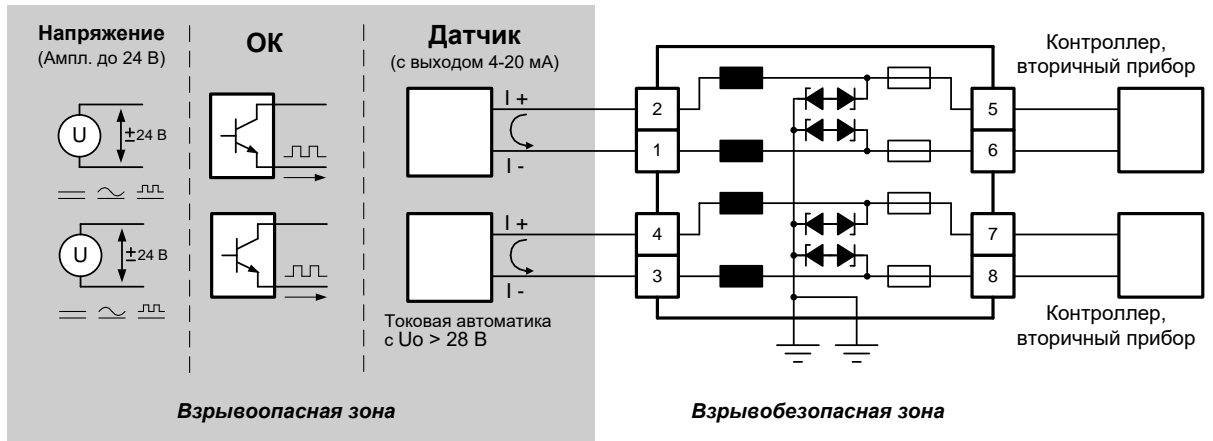 Напряжение
(Ампл. до 24 В)
U
±24 В
U
±24 В
ОК
Датчик
(с выходом 4-20 мА)
I +
I -
I +
I -
Токовая автоматика
с Uo > 28 В
2
1
4
3
5
6
7
8
Контроллер,
вторичный прибор
Контроллер,
вторичный прибор
Взрывоопасная зона
Взрывобезопасная зона